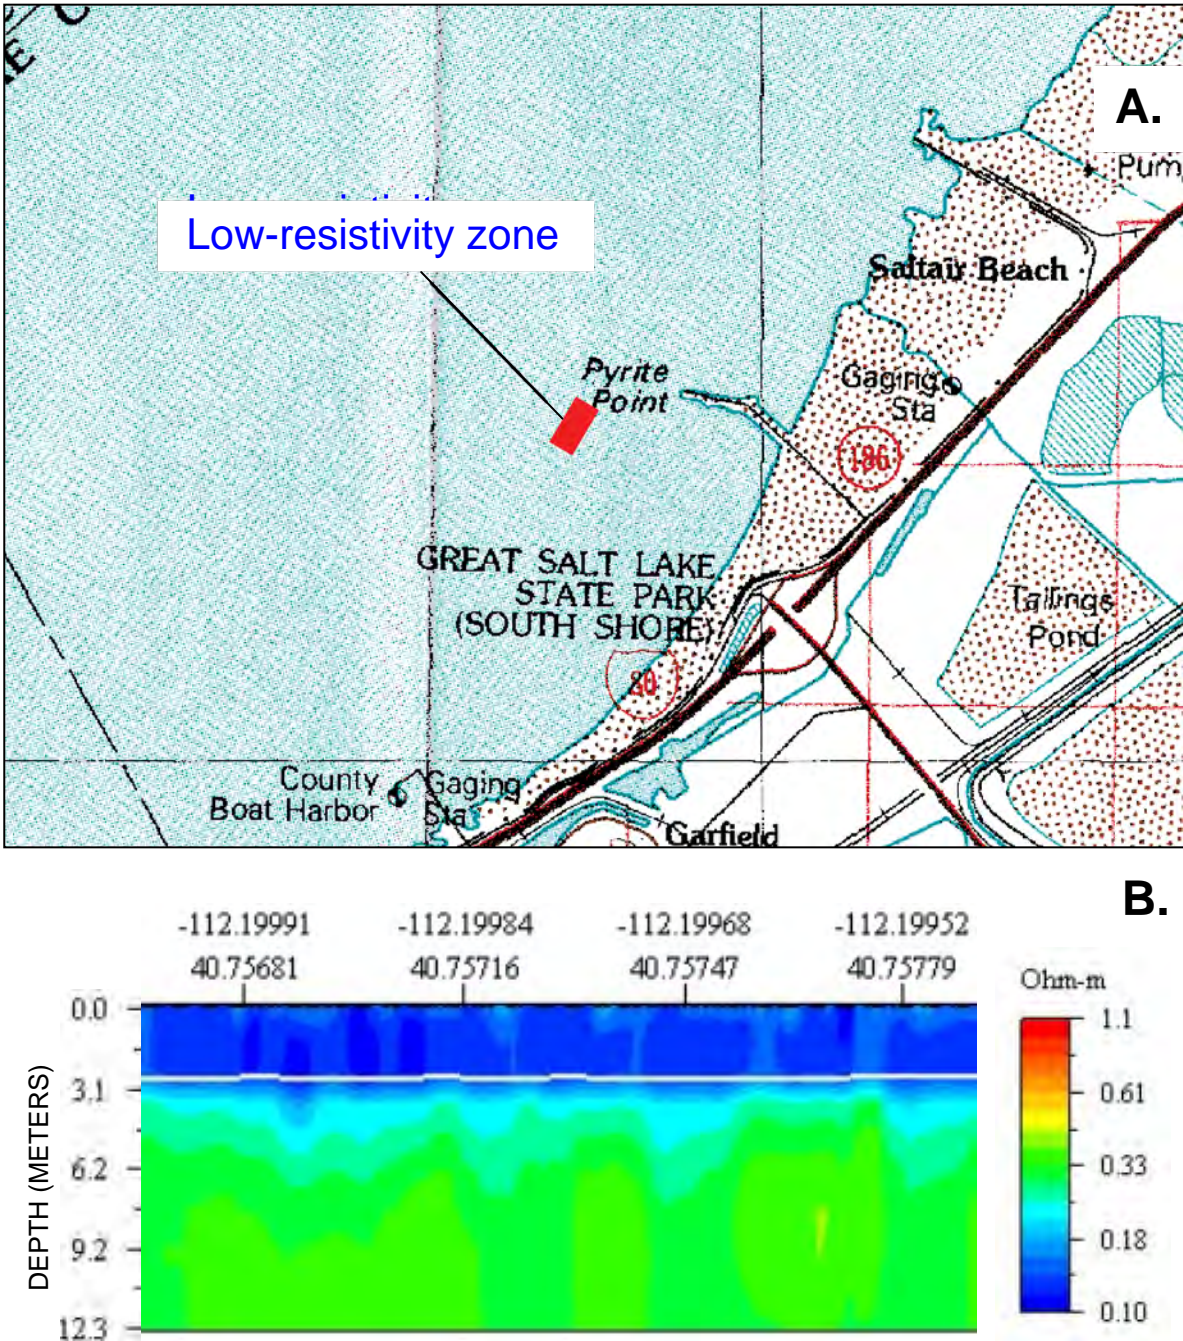 A.
Pum
Low-resistivity zone
Saltair Beach
Pyrite
Point
Gaging
Sta
186
GREAT SALT LAKE
STATE PARK
(SOUTH SHORE)
Tailings
Pond
80
County
Boat Harbor
Gaging
Sta
Garfield
B.
-112.19991 -112.19984 -112.19968 -112.19952
40.75681 40.75716 40.75747 40.75779
Ohm-m
0.0
3.1
6.2
9.2
12.3
DEPTH (METERS)
1.1
0.61
0.33
0.18
0.10